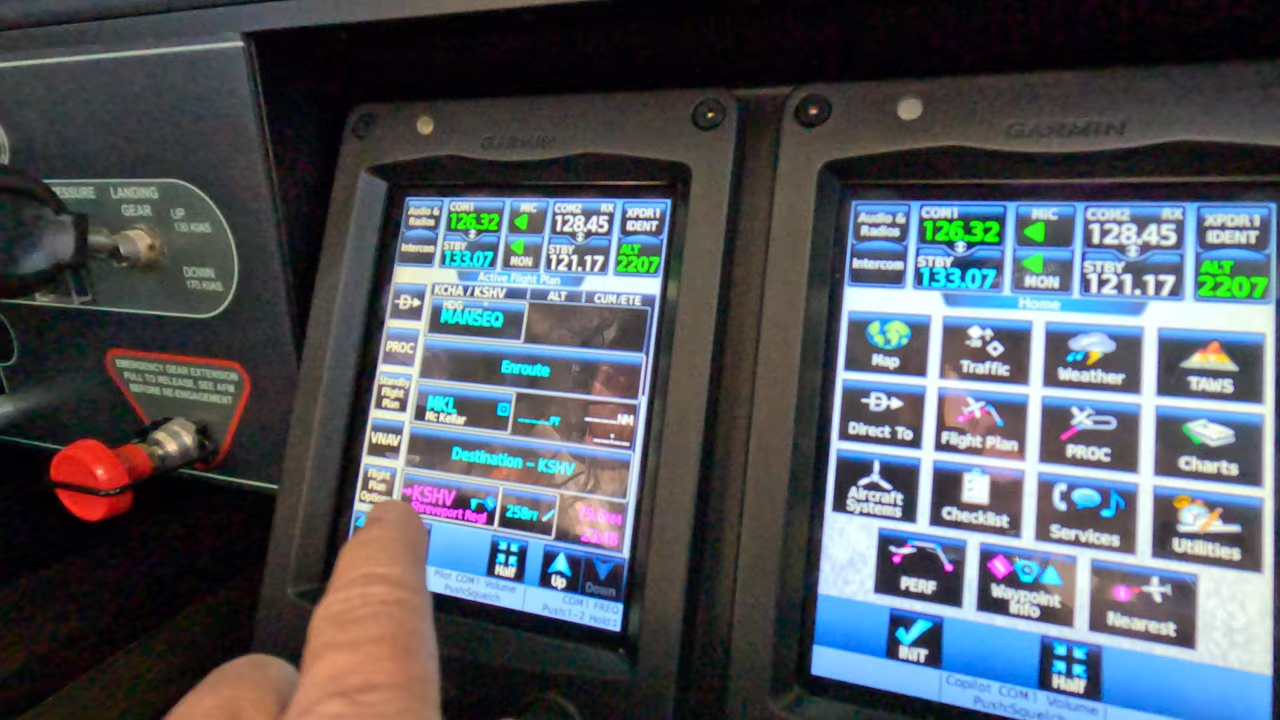 LANDING
GEAR
UP
130 KIAS
DOWN
170 KIAS
EMERGENCY GEAR EXTENSION
PULL TO RELEASE, SEE AFM
BEFORE RE-ENGAGEMENT
GARMIN
Audio &
Radios
Intercom
COM1
126.32
STBY
133.07
MIC
MON
COM2 RX
128.45
STBY
121.17
XPDR1
IDENT
ALT
2207
Active Flight Plan
KCHA / KSHV
ALT
CUM/ETE
HDG
MANSEQ
PROC
Enroute
Standby
Flight
Plan
MKL
Mc Kellar
FT
NM
VNAV
Destination – KSHV
Flight
Plan
KSHV
Shreveport Regl
258FT
Half
Up
Down
Pilot COM1 Volume
Push:Squelch
COM1 FREQ
Push:1–2 Hold:↕
GARMIN
Audio &
Radios
Intercom
COM1
126.32
STBY
133.07
MIC
MON
COM2 RX
128.45
STBY
121.17
XPDR1
IDENT
ALT
2207
Home
Map
Traffic
Weather
TAWS
Direct To
Flight Plan
PROC
Charts
Aircraft
Systems
Checklist
Services
Utilities
PERF
Waypoint
Info
Nearest
INIT
Half
Copilot COM1 Volume
Push:Squelch